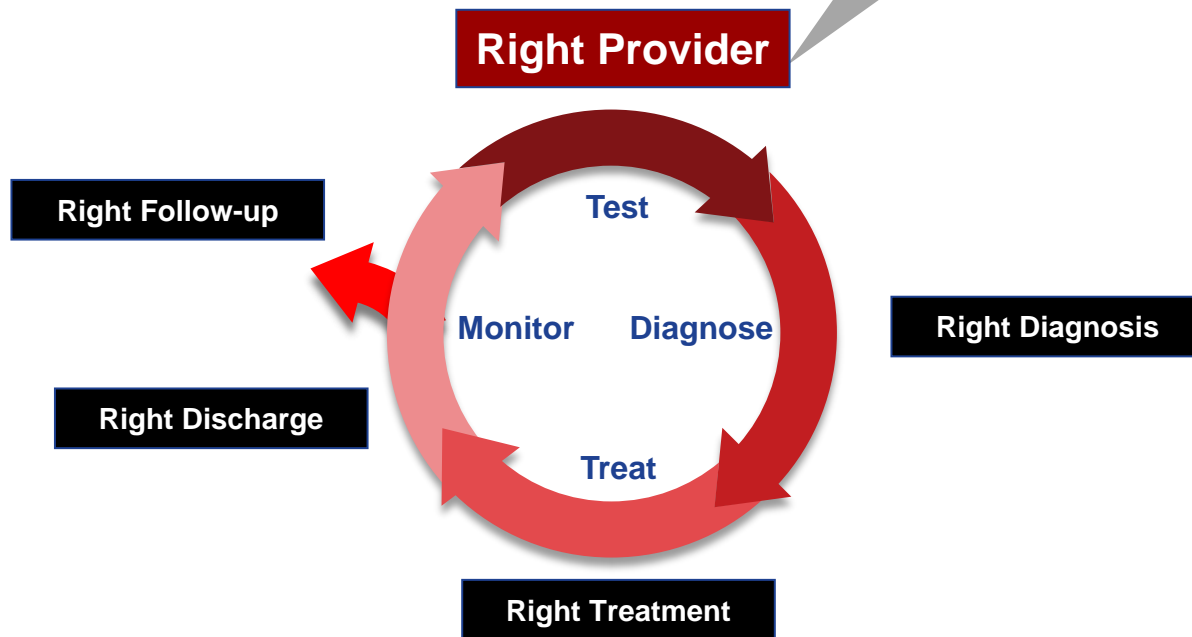 Right Provider
Test
Right Follow-up
Monitor
Diagnose
Right Diagnosis
Right Discharge
Treat
Right Treatment